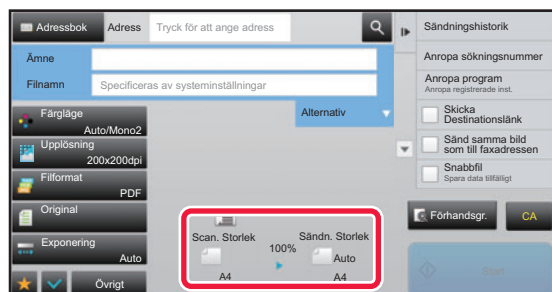 Adressbok
Adress
Tryck för att ange adress
Ämne
Filnamn
Specificeras av systeminställningar
Alternativ
Färgläge
Auto/Mono2
Upplösning
200x200dpi
Filformat
PDF
Original
Exponering
Auto
Övrigt
Scan. Storlek
A4
100%
Sändn. Storlek
Auto
A4
Sändningshistorik
Anropa sökningsnummer
Anropa program
Anropa registrerade inst.
Skicka
Destinationslänk
Sänd samma bild
som till faxadressen
Snabbfil
Spara data tillfälligt
Förhandsgr.
CA
Start